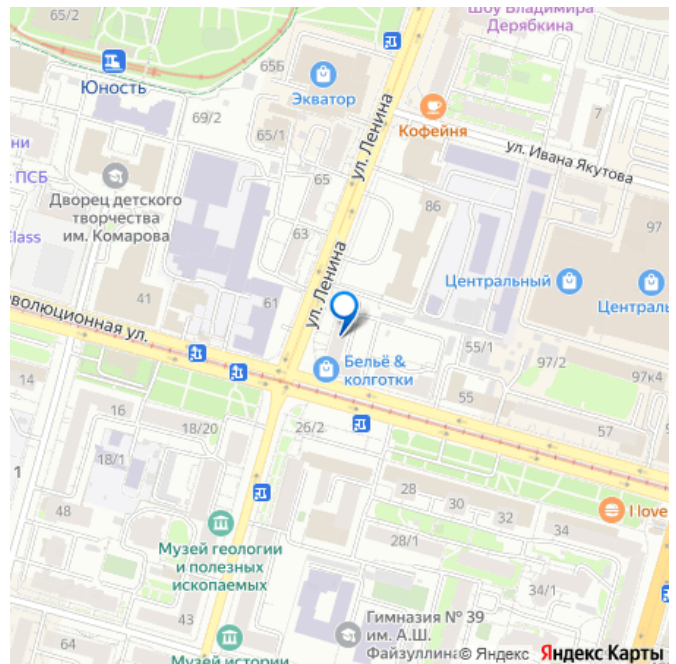 шоу Владимира
Дерябкина
65/2
Юность
65Б
Экватор
Кофейня
7
69/2
65/1
ул. Ленина
ул. Ивана Якутова
ни
ПСБ
Дворец детского
творчества
им. Комарова
65
86
97
Class
63
Центральный
Централь
ул. Ленина
41
61
волюционная ул.
Бельё &
колготки
55/1
97/2
97к4
14
16
18/20
26/2
55
57
18/1
1
28
30
32
34
I love
48
28/1
Музей геологии
и полезных
ископаемых
34/1
43
Гимназия № 39
им. А.Ш.
Файзуллина
64
Музей истории
© Яндекс Яндекс Карты